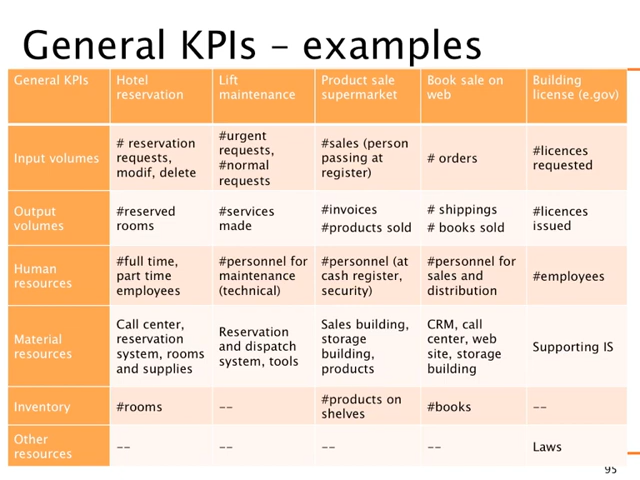 General KPIs – examples
General KPIs
Hotel
reservation
Lift
maintenance
Product sale
supermarket
Book sale on
web
Building
license (e.gov)
Input volumes
# reservation
requests,
modif, delete
#urgent
requests,
#normal
requests
#sales (person
passing at
register)
# orders
#licences
requested
Output
volumes
#reserved
rooms
#services
made
#invoices
#products sold
# shippings
# books sold
#licences
issued
Human
resources
#full time,
part time
employees
#personnel for
maintenance
(technical)
#personnel (at
cash register,
security)
#personnel for
sales and
distribution
#employees
Material
resources
Call center,
reservation
system, rooms
and supplies
Reservation
and dispatch
system, tools
Sales building,
storage
building,
products
CRM, call
center, web
site, storage
building
Supporting IS
Inventory
#rooms
--
#products on
shelves
#books
--
Other
resources
--
--
--
--
Laws
95